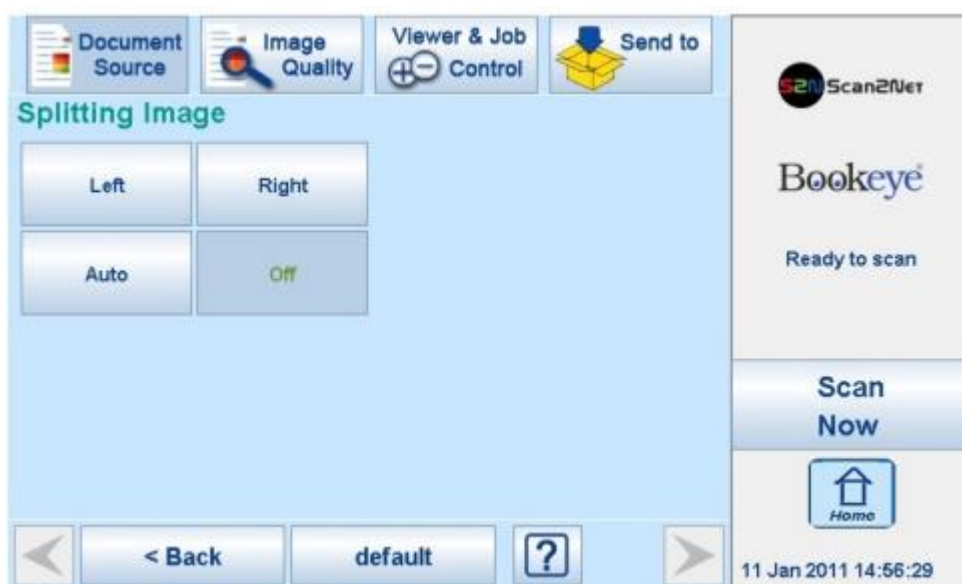 Document
Source
Image
Quality
Viewer & Job
Control
Send to
Splitting Image
Left
Right
Auto
Off
< Back
default
?
S2N Scan2Net
Bookeye
Ready to scan
Scan
Now
Home
11 Jan 2011 14:56:29